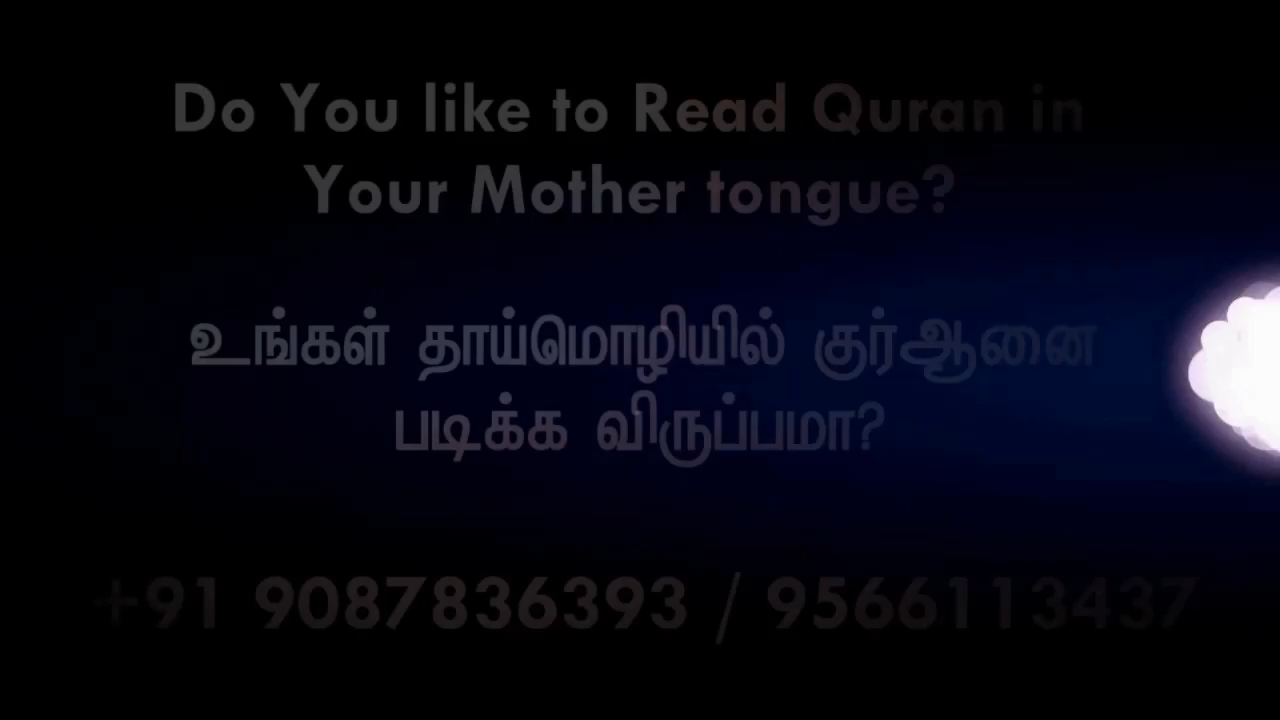 Do You like to Read Quran in
Your Mother tongue?
உங்கள் தாய்மொழியில் குர்ஆனை
படிக்க விருப்பமா?
+91 9087836393 / 9566113437